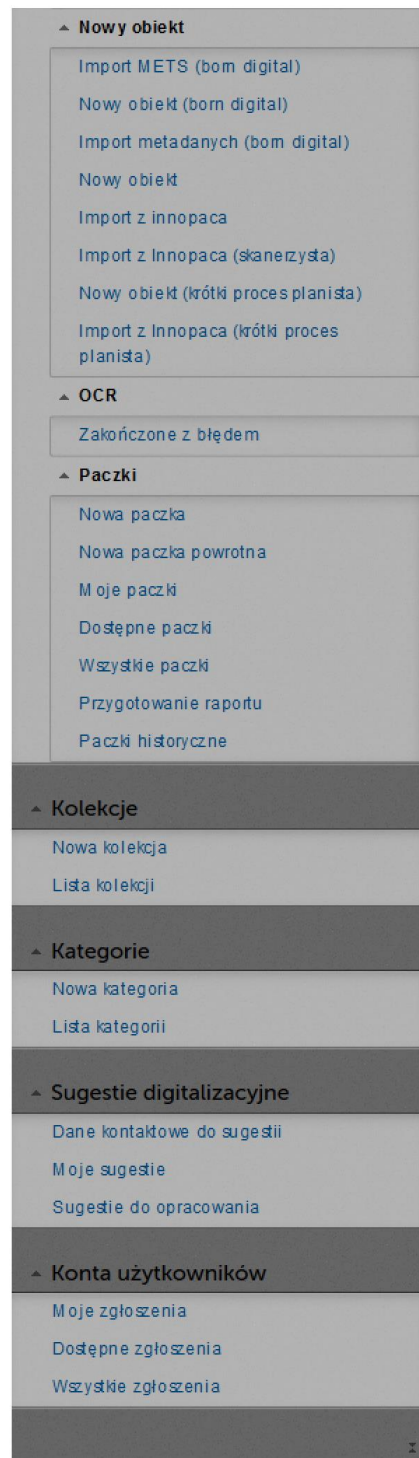 Nowy obiekt
Import METS (born digital)
Nowy obiekt (born digital)
Import metadanych (born digital)
Nowy obiekt
Import z innopaca
Import z Innopaca (skanerzysta)
Nowy obiekt (krótki proces planista)
Import z Innopaca (krótki proces
planista)
OCR
Zakończone z błędem
Paczki
Nowa paczka
Nowa paczka powrotna
Moje paczki
Dostępne paczki
Wszystkie paczki
Przygotowanie raportu
Paczki historyczne
Kolekcje
Nowa kolekcja
Lista kolekcji
Kategorie
Nowa kategoria
Lista kategorii
Sugestie digitalizacyjne
Dane kontaktowe do sugestii
Moje sugestie
Sugestie do opracowania
Konta użytkowników
Moje zgłoszenia
Dostępne zgłoszenia
Wszystkie zgłoszenia